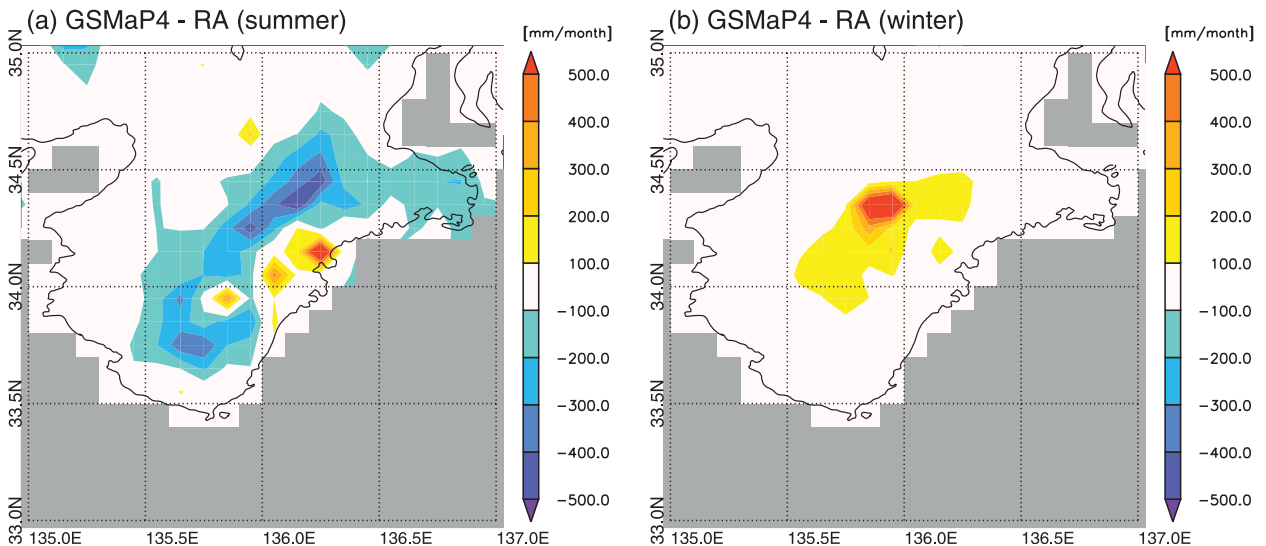 (a) GSMaP4 - RA (summer)
[mm/month]
35.0N
34.5N
34.0N
33.5N
33.0N
135.0E 135.5E 136.0E 136.5E 137.0E
500.0
400.0
300.0
200.0
100.0
-100.0
-200.0
-300.0
-400.0
-500.0
(b) GSMaP4 - RA (winter)
[mm/month]
35.0N
34.5N
34.0N
33.5N
33.0N
135.0E 135.5E 136.0E 136.5E 137.0E
500.0
400.0
300.0
200.0
100.0
-100.0
-200.0
-300.0
-400.0
-500.0